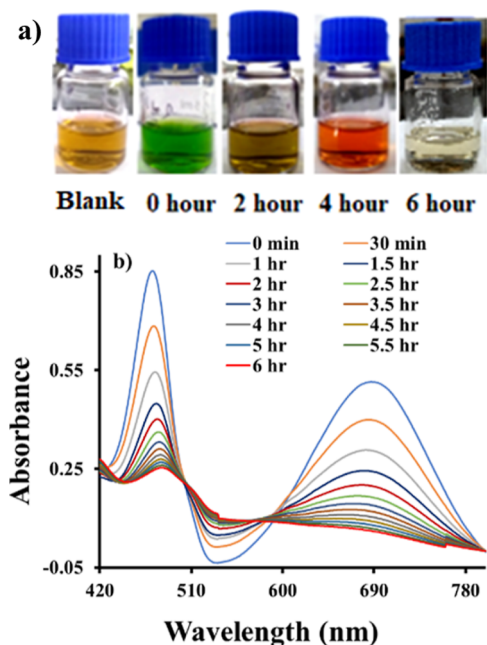 a)
Blank 0 hour 2 hour 4 hour 6 hour
b)
0 min 30 min
1 hr 1.5 hr
2 hr 2.5 hr
3 hr 3.5 hr
4 hr 4.5 hr
5 hr 5.5 hr
6 hr
Absorbance
0.85
0.55
0.25
-0.05
420 510 600 690 780
Wavelength (nm)